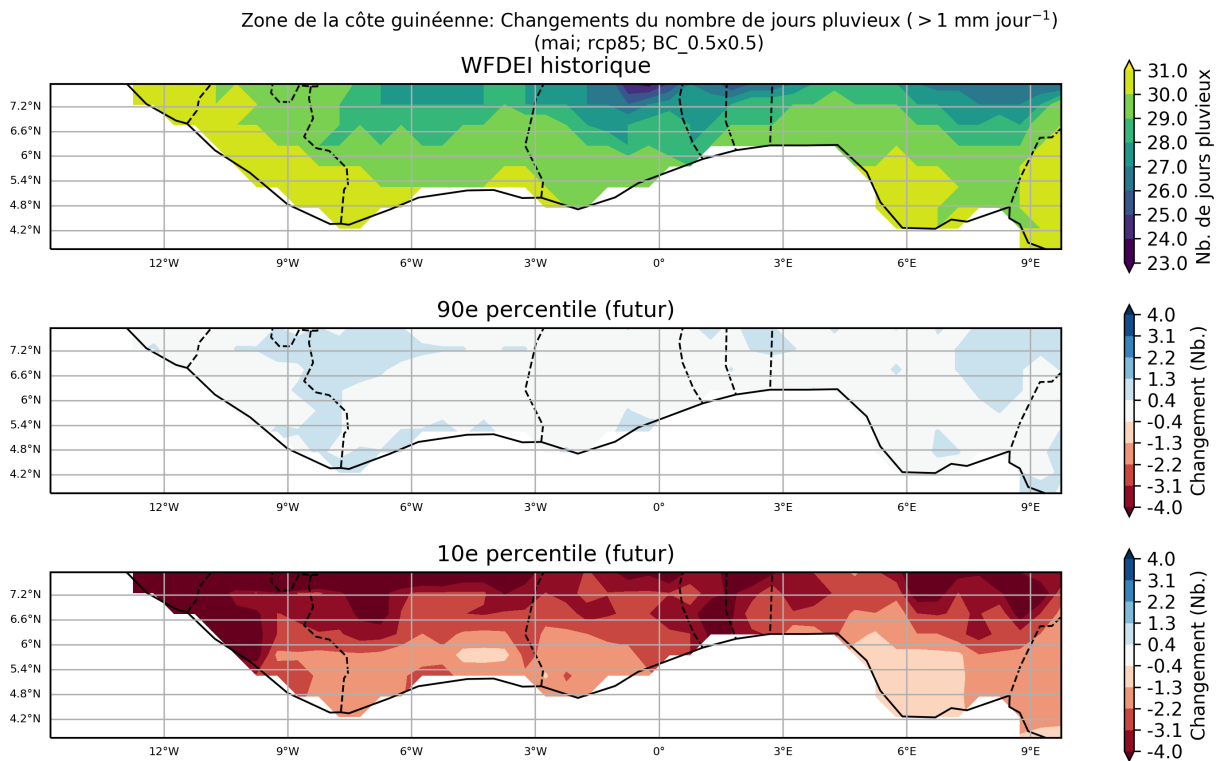 Zone de la côte guinéenne: Changements du nombre de jours pluvieux ( > 1 mm jour⁻¹)
(mai; rcp85; BC_0.5x0.5)
WFDEI historique
7.2°N
6.6°N
6°N
5.4°N
4.8°N
4.2°N
12°W 9°W 6°W 3°W 0° 3°E 6°E 9°E
31.0
30.0
29.0
28.0
27.0
26.0
25.0
24.0
23.0
Nb. de jours pluvieux
90e percentile (futur)
7.2°N
6.6°N
6°N
5.4°N
4.8°N
4.2°N
12°W 9°W 6°W 3°W 0° 3°E 6°E 9°E
4.0
3.1
2.2
1.3
0.4
-0.4
-1.3
-2.2
-3.1
-4.0
Changement (Nb.)
10e percentile (futur)
7.2°N
6.6°N
6°N
5.4°N
4.8°N
4.2°N
12°W 9°W 6°W 3°W 0° 3°E 6°E 9°E
4.0
3.1
2.2
1.3
0.4
-0.4
-1.3
-2.2
-3.1
-4.0
Changement (Nb.)